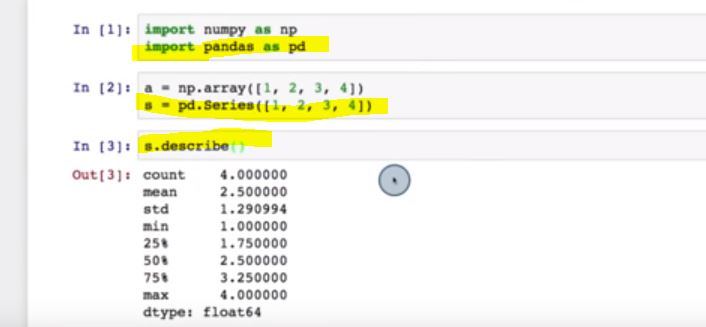 In [1]: import numpy as np
import pandas as pd
In [2]: a = np.array([1, 2, 3, 4])
s = pd.Series([1, 2, 3, 4])
In [3]: s.describe()
Out[3]: count 4.000000
mean 2.500000
std 1.290994
min 1.000000
25% 1.750000
50% 2.500000
75% 3.250000
max 4.000000
dtype: float64